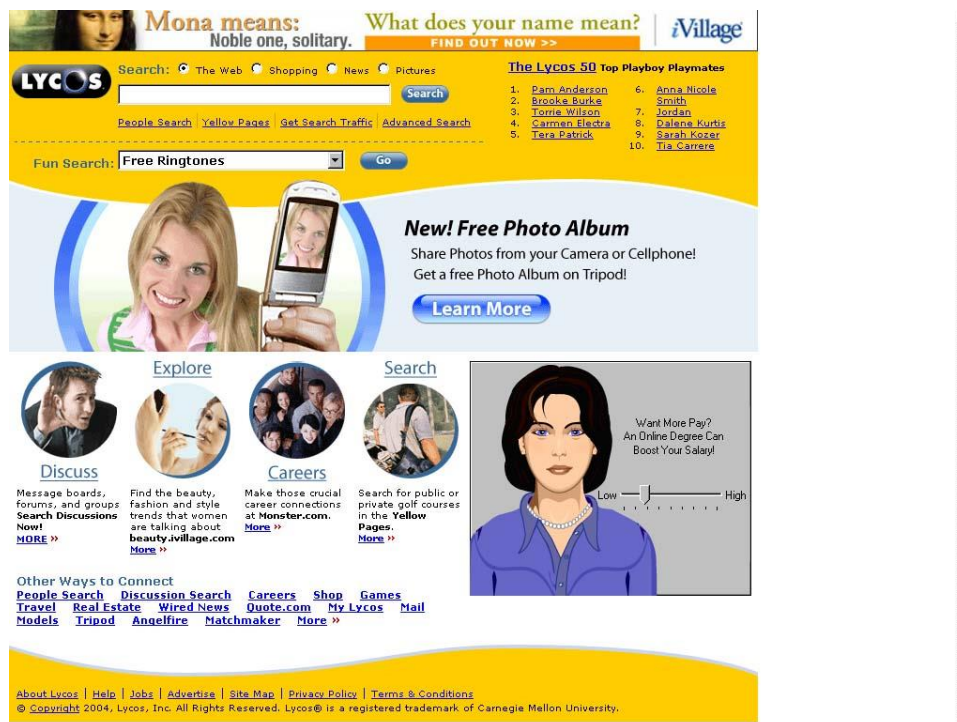 Mona means:
Noble one, solitary.
What does your name mean?
FIND OUT NOW >>
iVillage
LYCOS
Search: The Web Shopping News Pictures
Search
People Search | Yellow Pages | Get Search Traffic | Advanced Search
Fun Search: Free Ringtones Go
The Lycos 50 Top Playboy Playmates
1. Pam Anderson
2. Brooke Burke
3. Torrie Wilson
4. Carmen Electra
5. Tera Patrick
6. Anna Nicole
Smith
7. Jordan
8. Dalene Kurtis
9. Sarah Kozer
10. Tia Carrere
New! Free Photo Album
Share Photos from your Camera or Cellphone!
Get a free Photo Album on Tripod!
Learn More
Discuss
Message boards,
forums, and groups
Search Discussions
Now!
MORE »
Explore
Find the beauty,
fashion and style
trends that women
are talking about
beauty.ivillage.com
More »
Careers
Make those crucial
career connections
at Monster.com.
More »
Search
Search for public or
private golf courses
in the Yellow
Pages.
More »
Want More Pay?
An Online Degree Can
Boost Your Salary!
Low High
Other Ways to Connect
People Search Discussion Search Careers Shop Games
Travel Real Estate Wired News Quote.com My Lycos Mail
Models Tripod Angelfire Matchmaker More »
About Lycos | Help | Jobs | Advertise | Site Map | Privacy Policy | Terms & Conditions
© Copyright 2004, Lycos, Inc. All Rights Reserved. Lycos® is a registered trademark of Carnegie Mellon University.